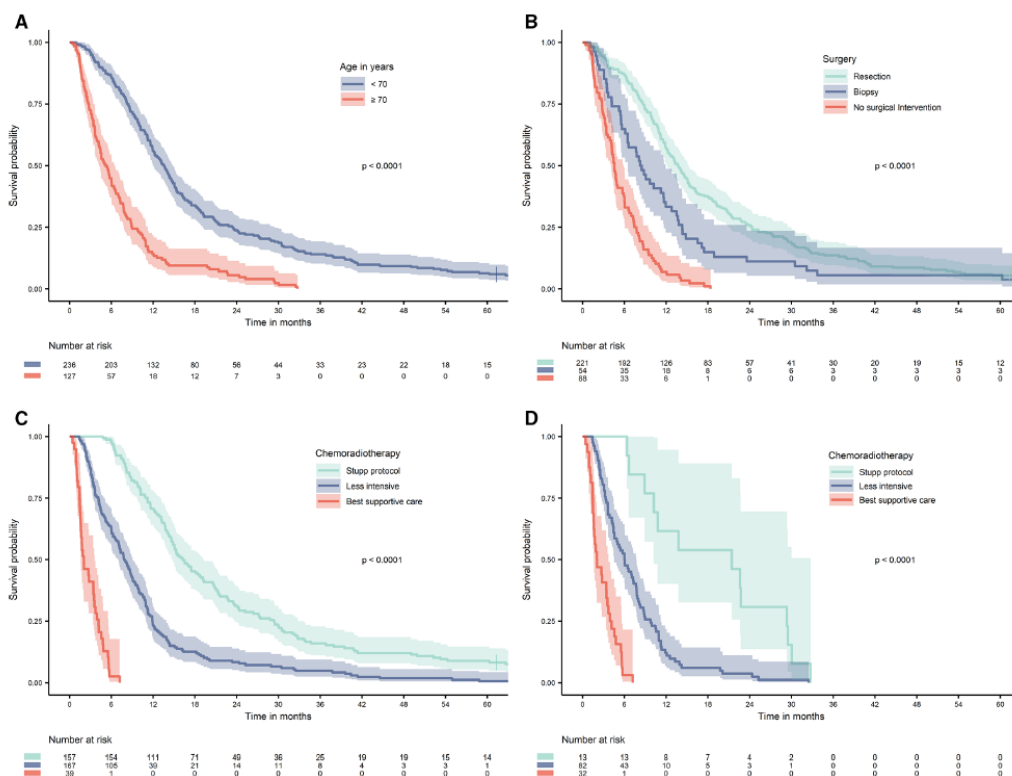 A
1.00
0.75
0.50
0.25
0.00
Survival probability
Age in years
< 70
≥ 70
p < 0.0001
0 6 12 18 24 30 36 42 48 54 60
Time in months
Number at risk
236 203 132 80 56 44 33 23 22 18 15
127 57 18 12 7 3 0 0 0 0 0
B
1.00
0.75
0.50
0.25
0.00
Survival probability
Surgery
Resection
Biopsy
No surgical Intervention
p < 0.0001
0 6 12 18 24 30 36 42 48 54 60
Time in months
Number at risk
221 192 126 83 57 41 30 20 19 15 12
54 35 18 8 6 6 3 3 3 3 3
88 33 6 1 0 0 0 0 0 0 0
C
1.00
0.75
0.50
0.25
0.00
Survival probability
Chemoradiotherapy
Stupp protocol
Less intensive
Best supportive care
p < 0.0001
0 6 12 18 24 30 36 42 48 54 60
Time in months
Number at risk
157 154 111 71 49 36 25 19 19 15 14
167 105 39 21 14 11 8 4 3 3 1
39 1 0 0 0 0 0 0 0 0 0
D
1.00
0.75
0.50
0.25
0.00
Survival probability
Chemoradiotherapy
Stupp protocol
Less intensive
Best supportive care
p < 0.0001
0 6 12 18 24 30 36 42 48 54 60
Time in months
Number at risk
13 13 8 7 4 2 0 0 0 0 0
82 43 10 5 3 1 0 0 0 0 0
32 1 0 0 0 0 0 0 0 0 0